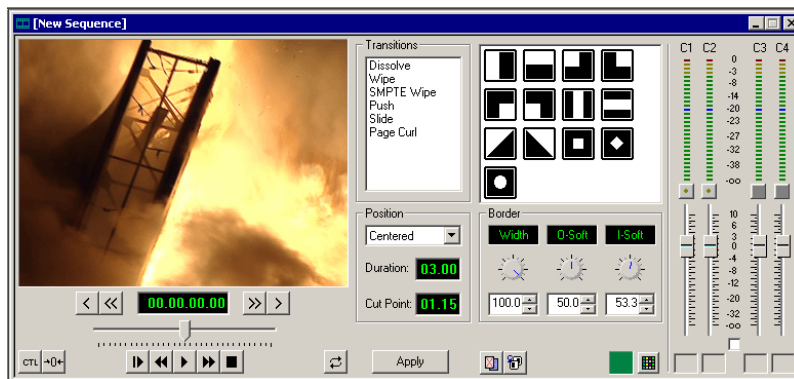 [New Sequence]
Transitions
Dissolve
Wipe
SMPTE Wipe
Push
Slide
Page Curl
C1 C2 C3 C4
0
-3
-8
-14
-20
-23
-27
-32
-38
-oo
Position
Centered
Duration: 03.00
Cut Point: 01.15
Border
Width O-Soft I-Soft
100.0 50.0 53.3
10
6
3
0
-4
-8
-12
-20
-32
-oo
< << 00.00.00.00 >> >
CTL →0←
Apply